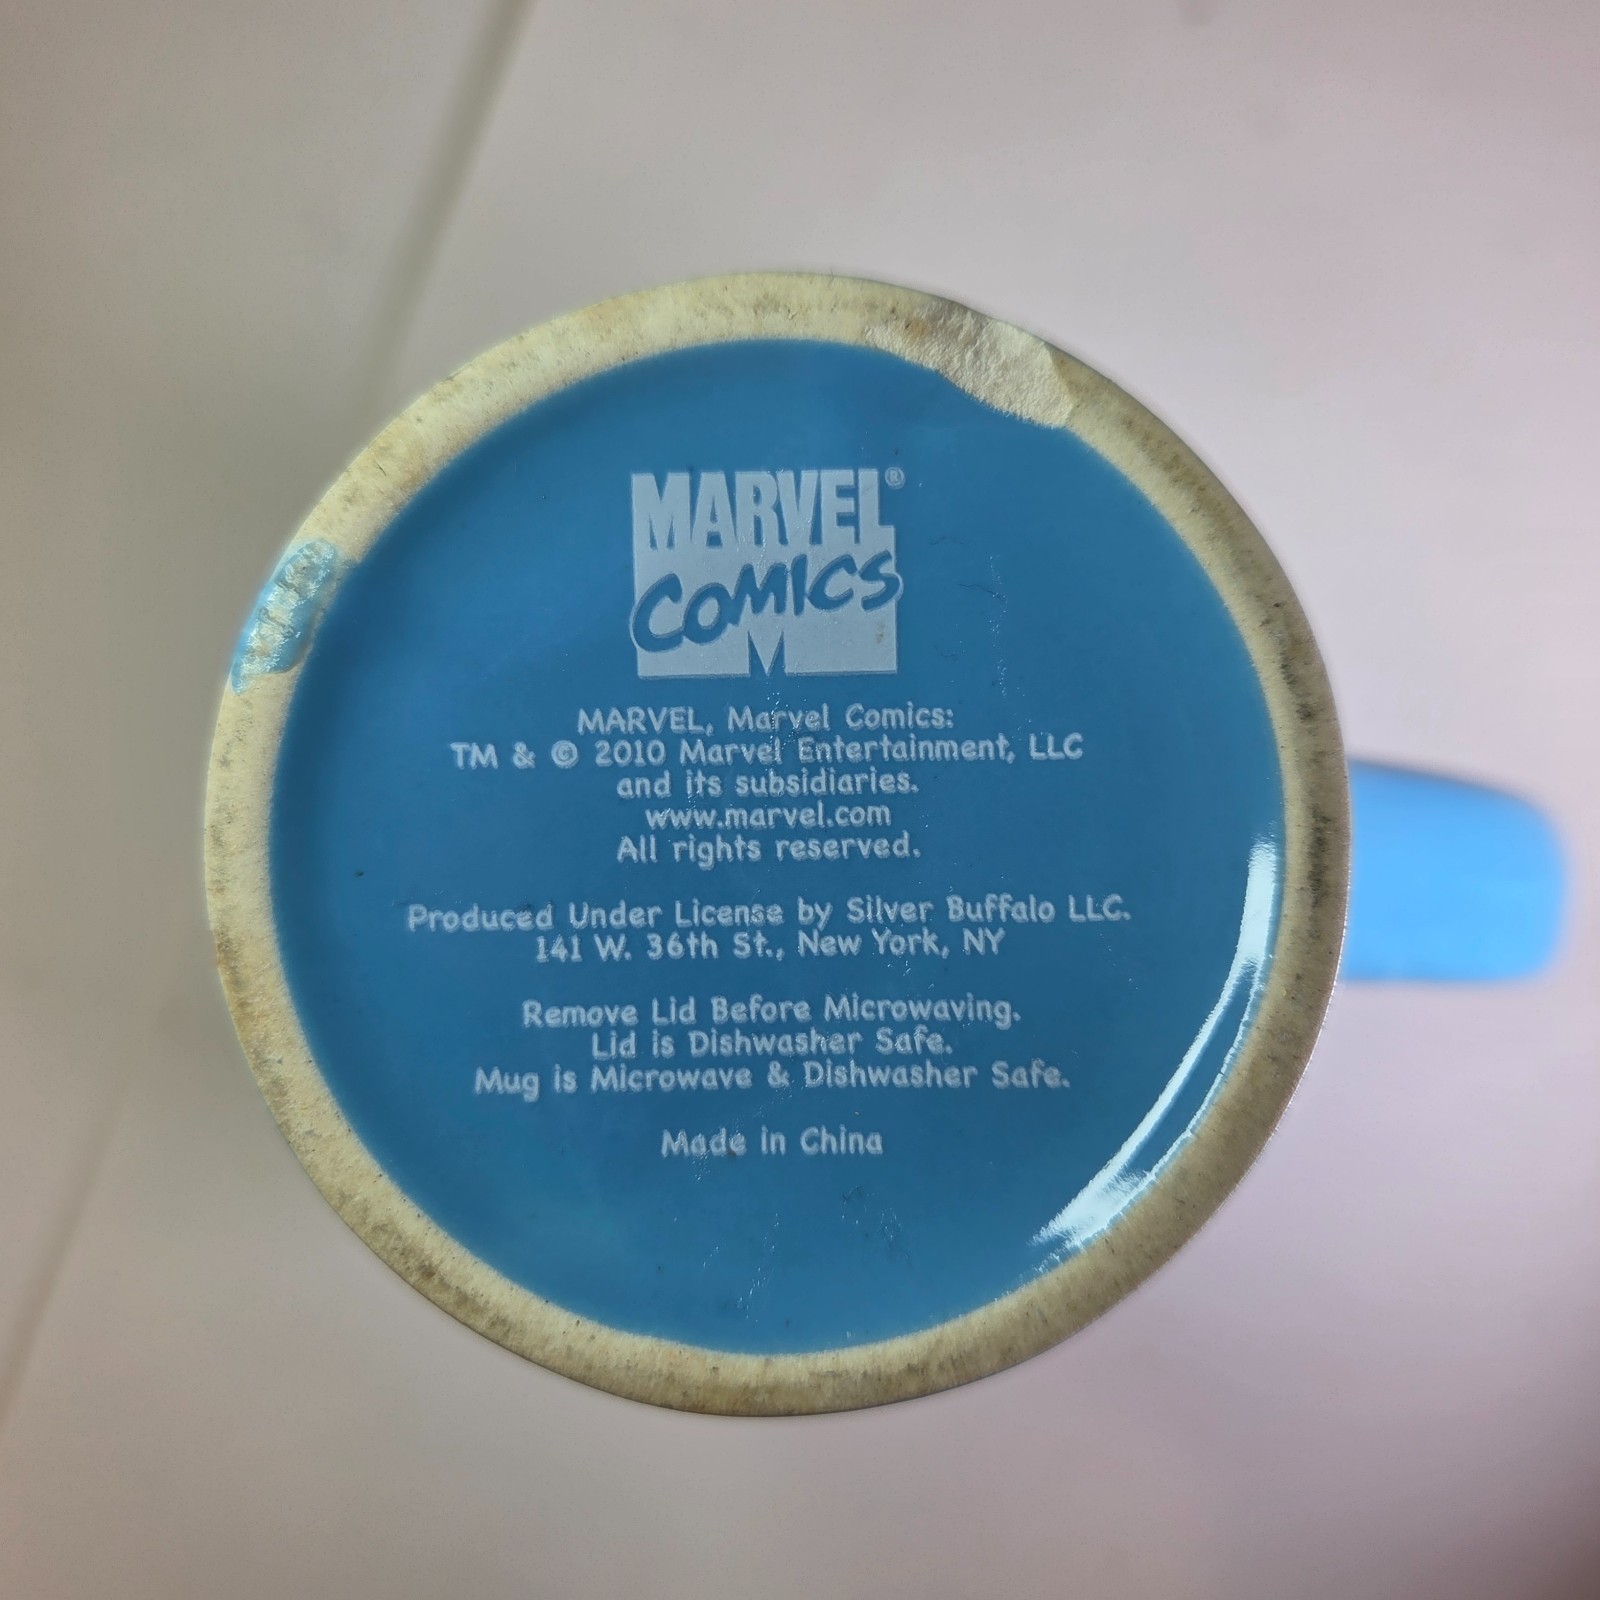 MARVEL®
COMICS
MARVEL, Marvel Comics:
TM & © 2010 Marvel Entertainment, LLC
and its subsidiaries.
www.marvel.com
All rights reserved.
Produced Under License by Silver Buffalo LLC.
141 W. 36th St., New York, NY
Remove Lid Before Microwaving.
Lid is Dishwasher Safe.
Mug is Microwave & Dishwasher Safe.
Made in China